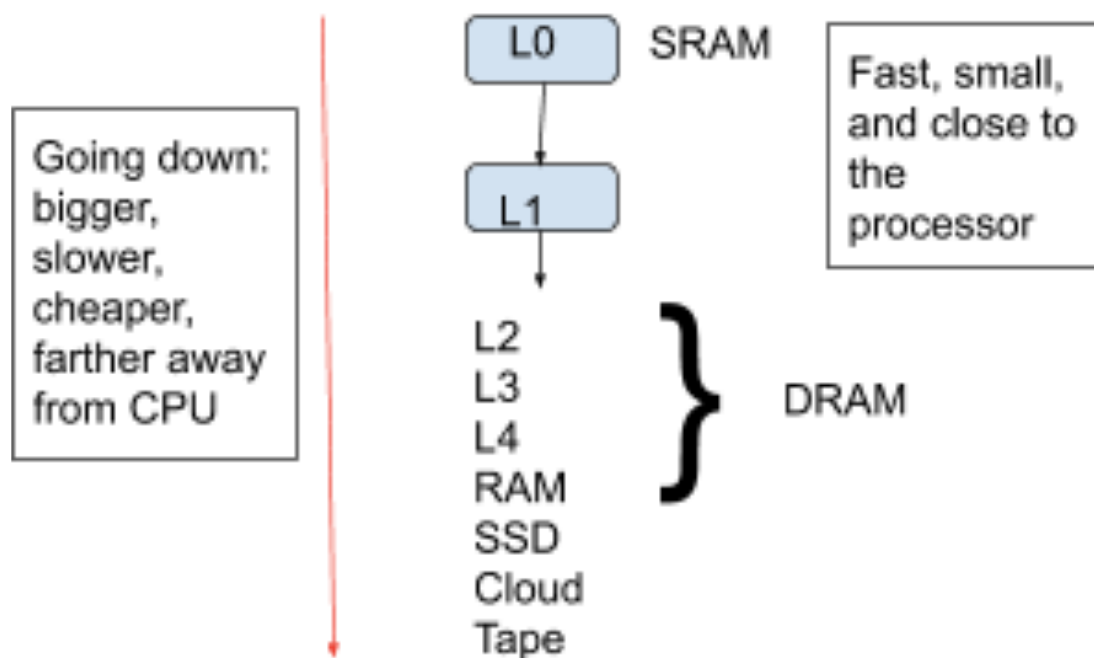 L0
SRAM
Fast, small,
and close to
the
processor
Going down:
bigger,
slower,
cheaper,
farther away
from CPU
L1
L2
L3
L4
RAM
SSD
Cloud
Tape
DRAM